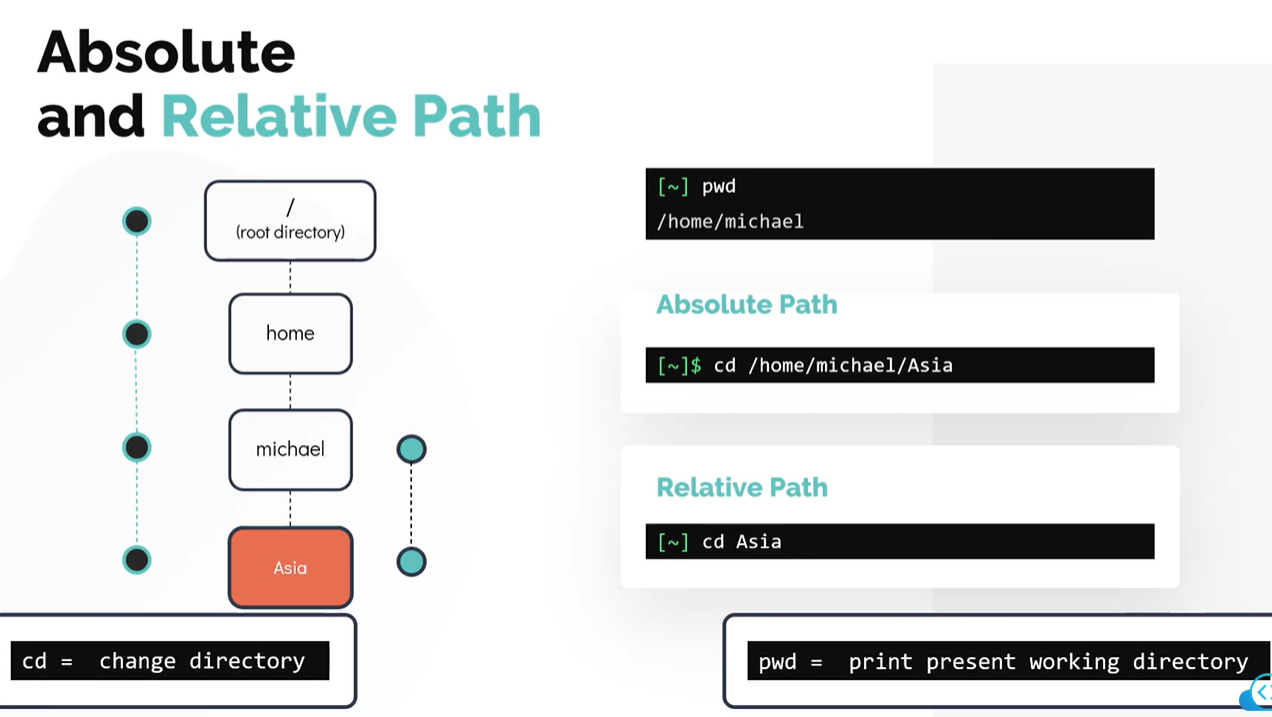 Absolute
and Relative Path
/
(root directory)
home
michael
Asia
[~] pwd
/home/michael
Absolute Path
[~]$ cd /home/michael/Asia
Relative Path
[~] cd Asia
cd =  change directory
pwd =  print present working directory